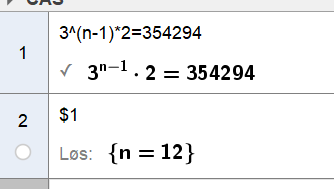 CAS
1
3^(n-1)*2=354294
✓ 3ⁿ⁻¹ · 2 = 354294
2
$1
Løs: {n = 12}